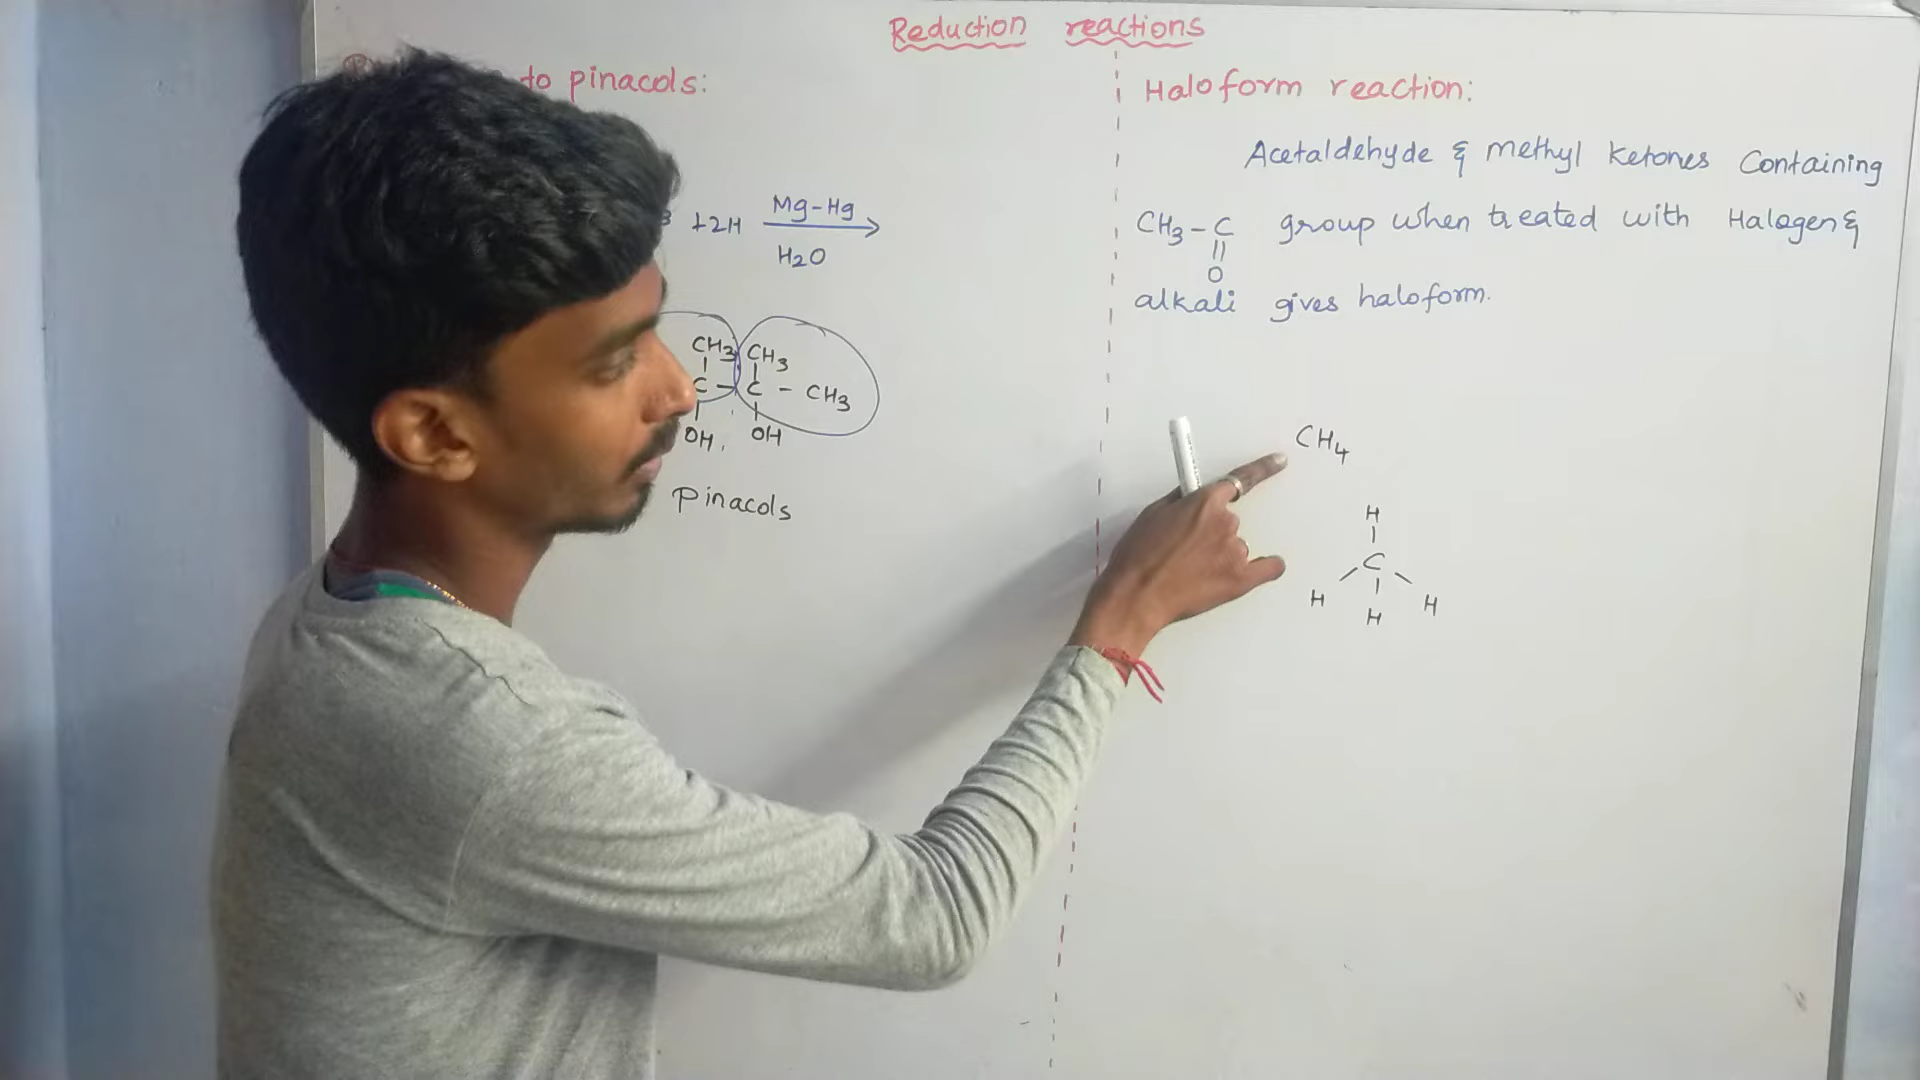 Reduction reactions
to pinacols:
+2H Mg-Hg
H2O
CH3 CH3
C - C - CH3
OH, OH
Pinacols
Haloform reaction:
Acetaldehyde & Methyl Ketones Containing
CH3-C group when treated with Halogen &
O
alkali gives haloform.
CH4
H
C
H H H